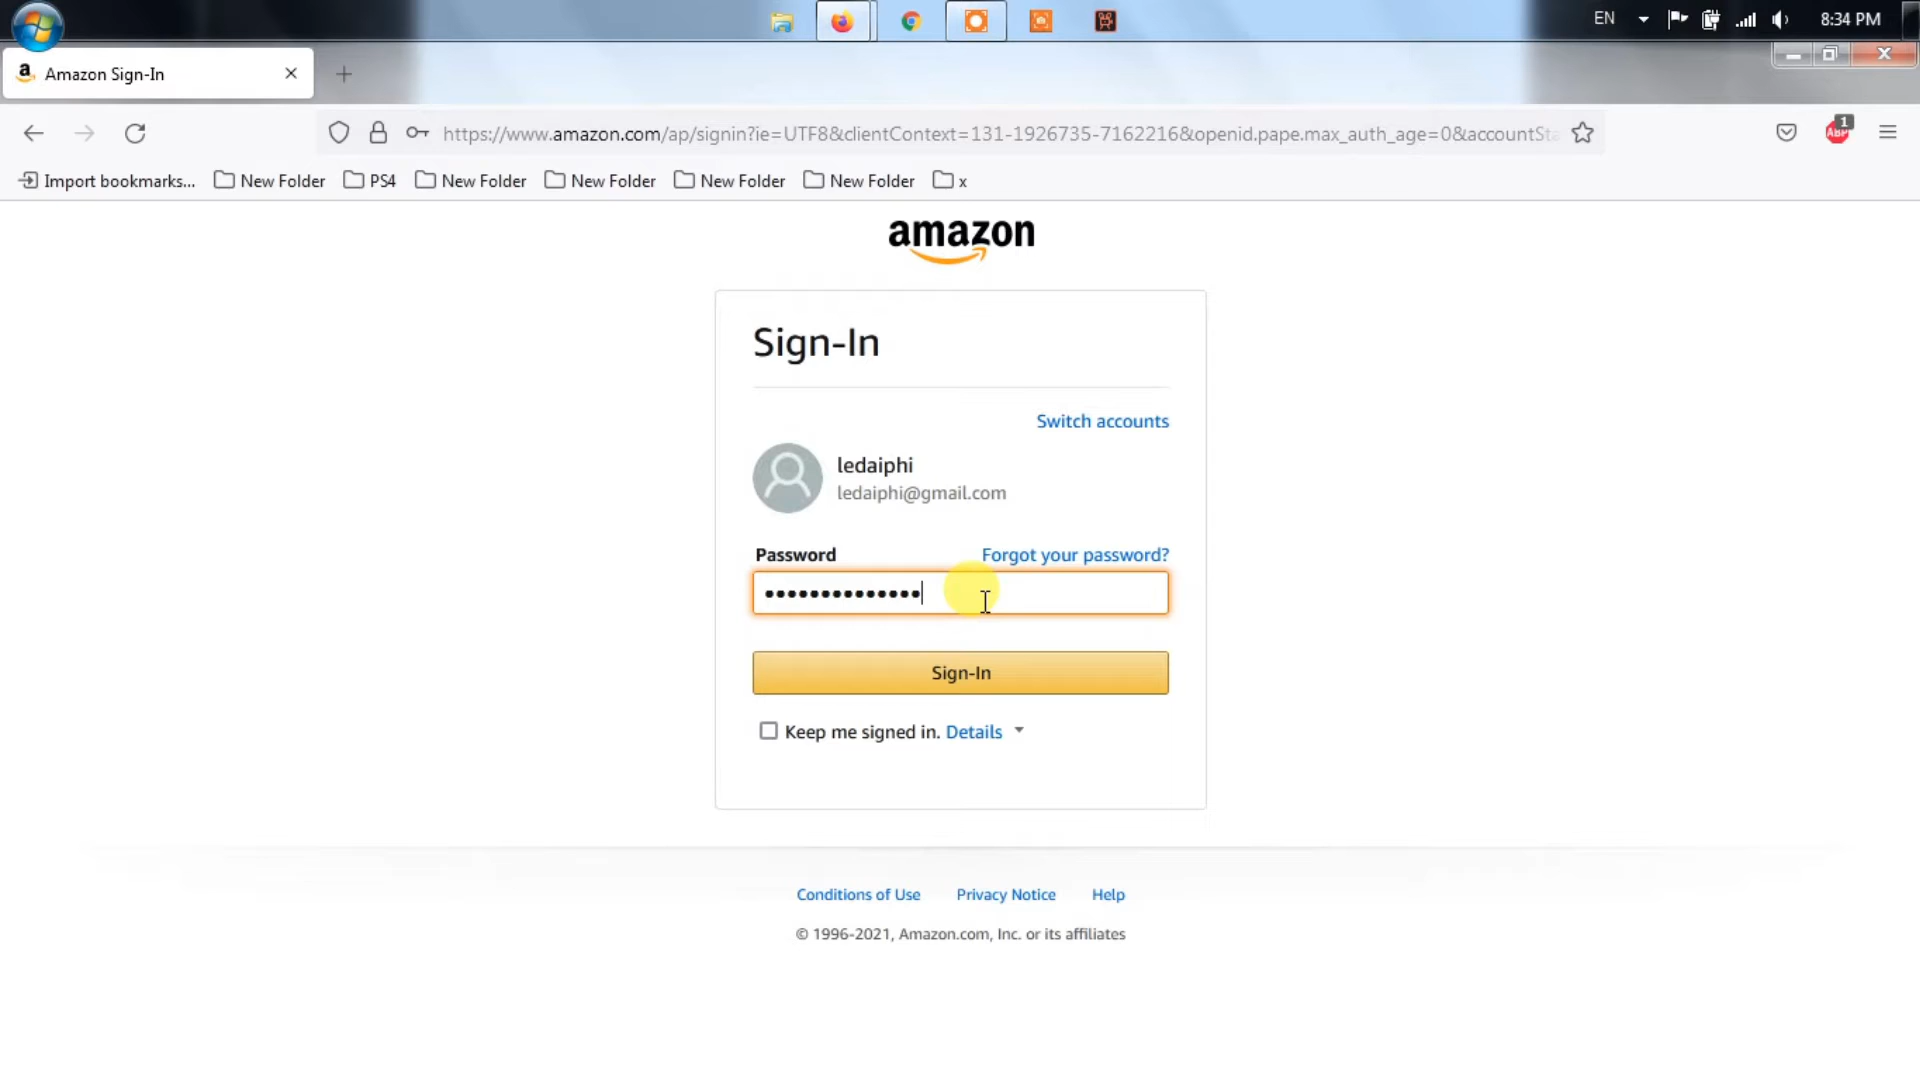 EN
8:34 PM
Amazon Sign-In
https://www.amazon.com/ap/signin?ie=UTF8&clientContext=131-1926735-7162216&openid.pape.max_auth_age=0&accountSta
ABP
1
Import bookmarks...
New Folder
PS4
New Folder
New Folder
New Folder
New Folder
x
amazon
Sign-In
Switch accounts
ledaiphi
ledaiphi@gmail.com
Password
Forgot your password?
••••••••••••••
Sign-In
Keep me signed in. Details
Conditions of Use
Privacy Notice
Help
© 1996-2021, Amazon.com, Inc. or its affiliates